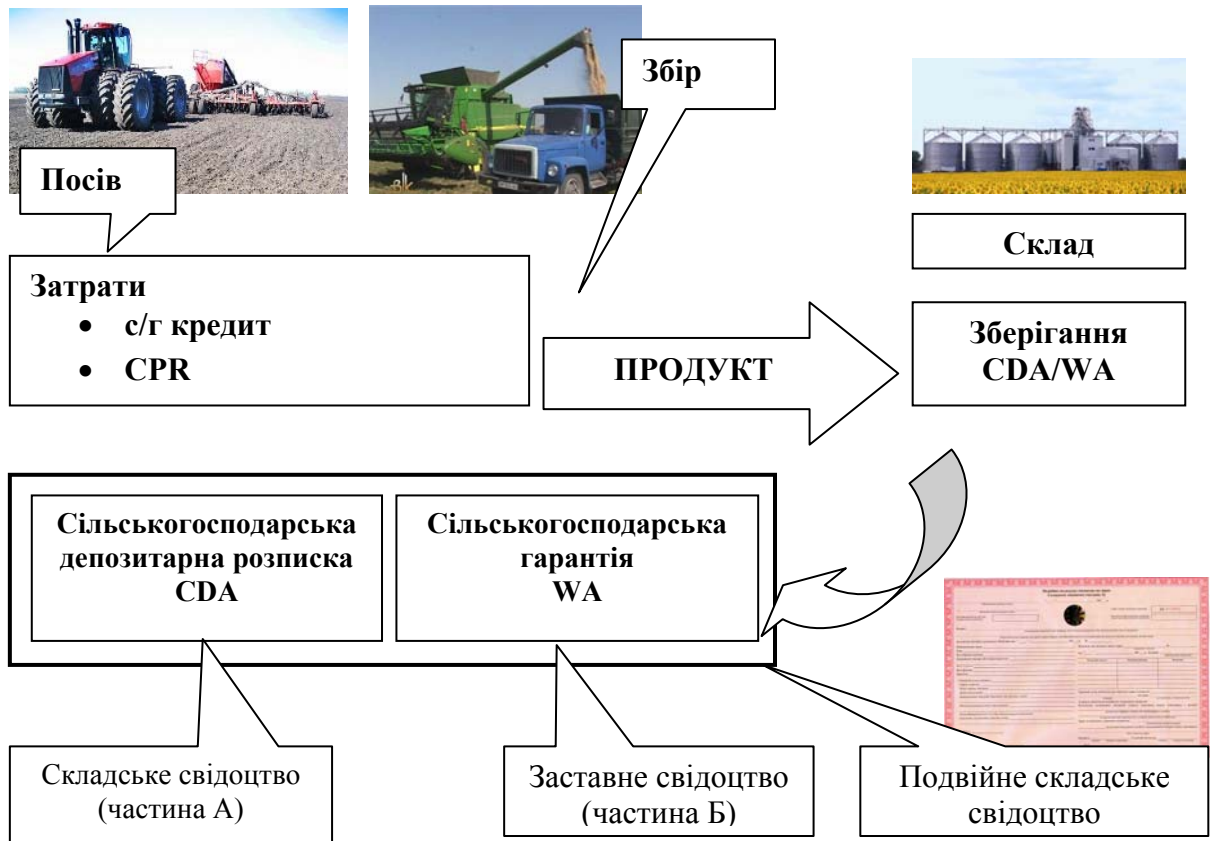 Збір
Посів
Склад
Затрати
• с/г кредит
• CPR
ПРОДУКТ
Зберігання
CDA/WA
Сільськогосподарська
депозитарна розписка
CDA
Сільськогосподарська
гарантія
WA
Складське свідоцтво
(частина А)
Заставне свідоцтво
(частина Б)
Подвійне складське
свідоцтво